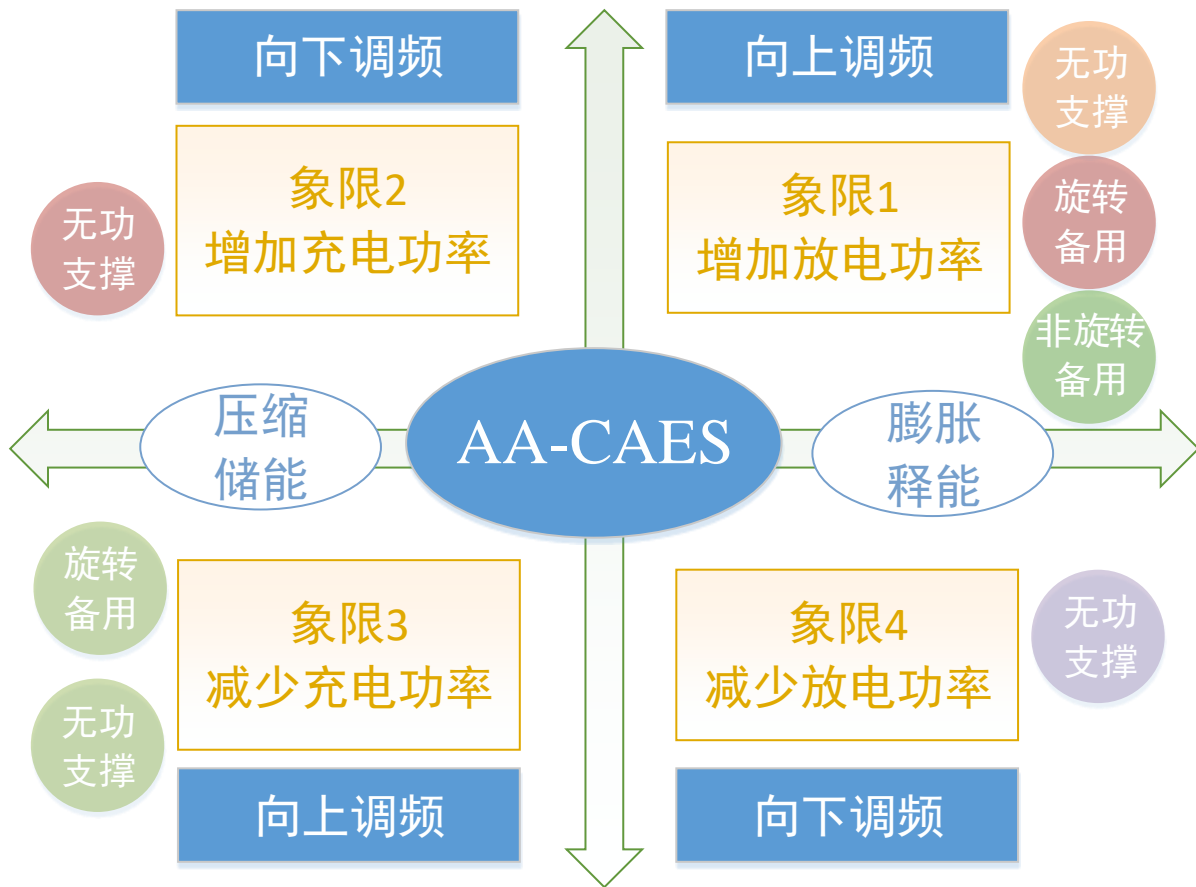 向下调频
向上调频
无功
支撑
象限2
增加充电功率
象限1
增加放电功率
无功
支撑
旋转
备用
非旋转
备用
压缩
储能
AA-CAES
膨胀
释能
旋转
备用
象限3
减少充电功率
象限4
减少放电功率
无功
支撑
无功
支撑
向上调频
向下调频